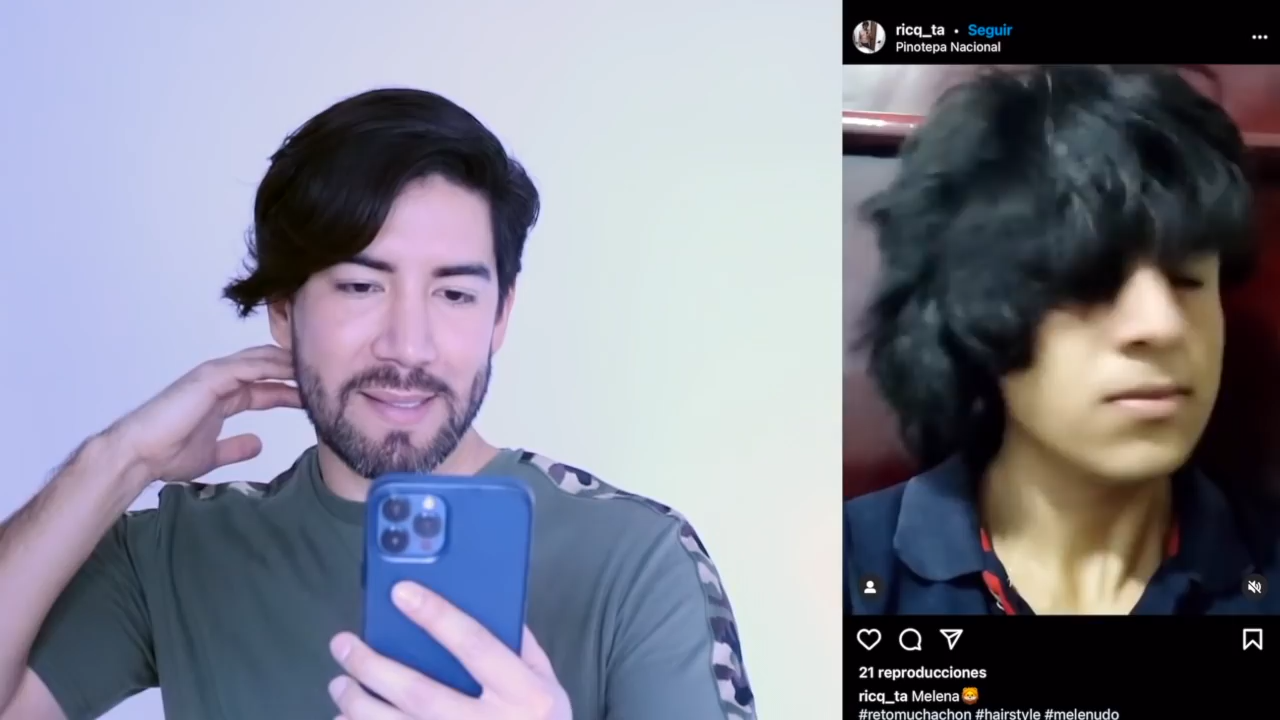 ricq_ta • Seguir
Pinotepa Nacional
21 reproducciones
ricq_ta Melena🦁
#retomuchachon #hairstyle #melenudo